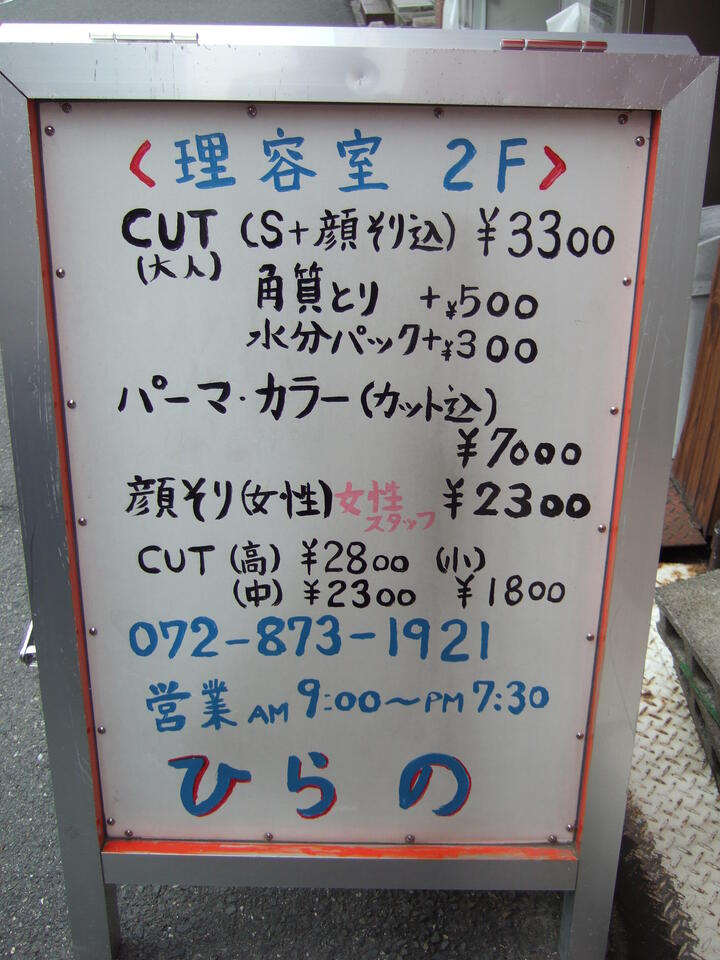 <理容室 2F>
CUT (S+顔そり込) ¥3300
(大人)
角質とり +¥500
水分パック+¥300
パーマ・カラー(カット込)
¥7000
顔そり(女性)女性スタッフ ¥2300
CUT (高) ¥2800 (小)
(中) ¥2300 ¥1800
072-873-1921
営業 AM 9:00〜PM 7:30
ひらの